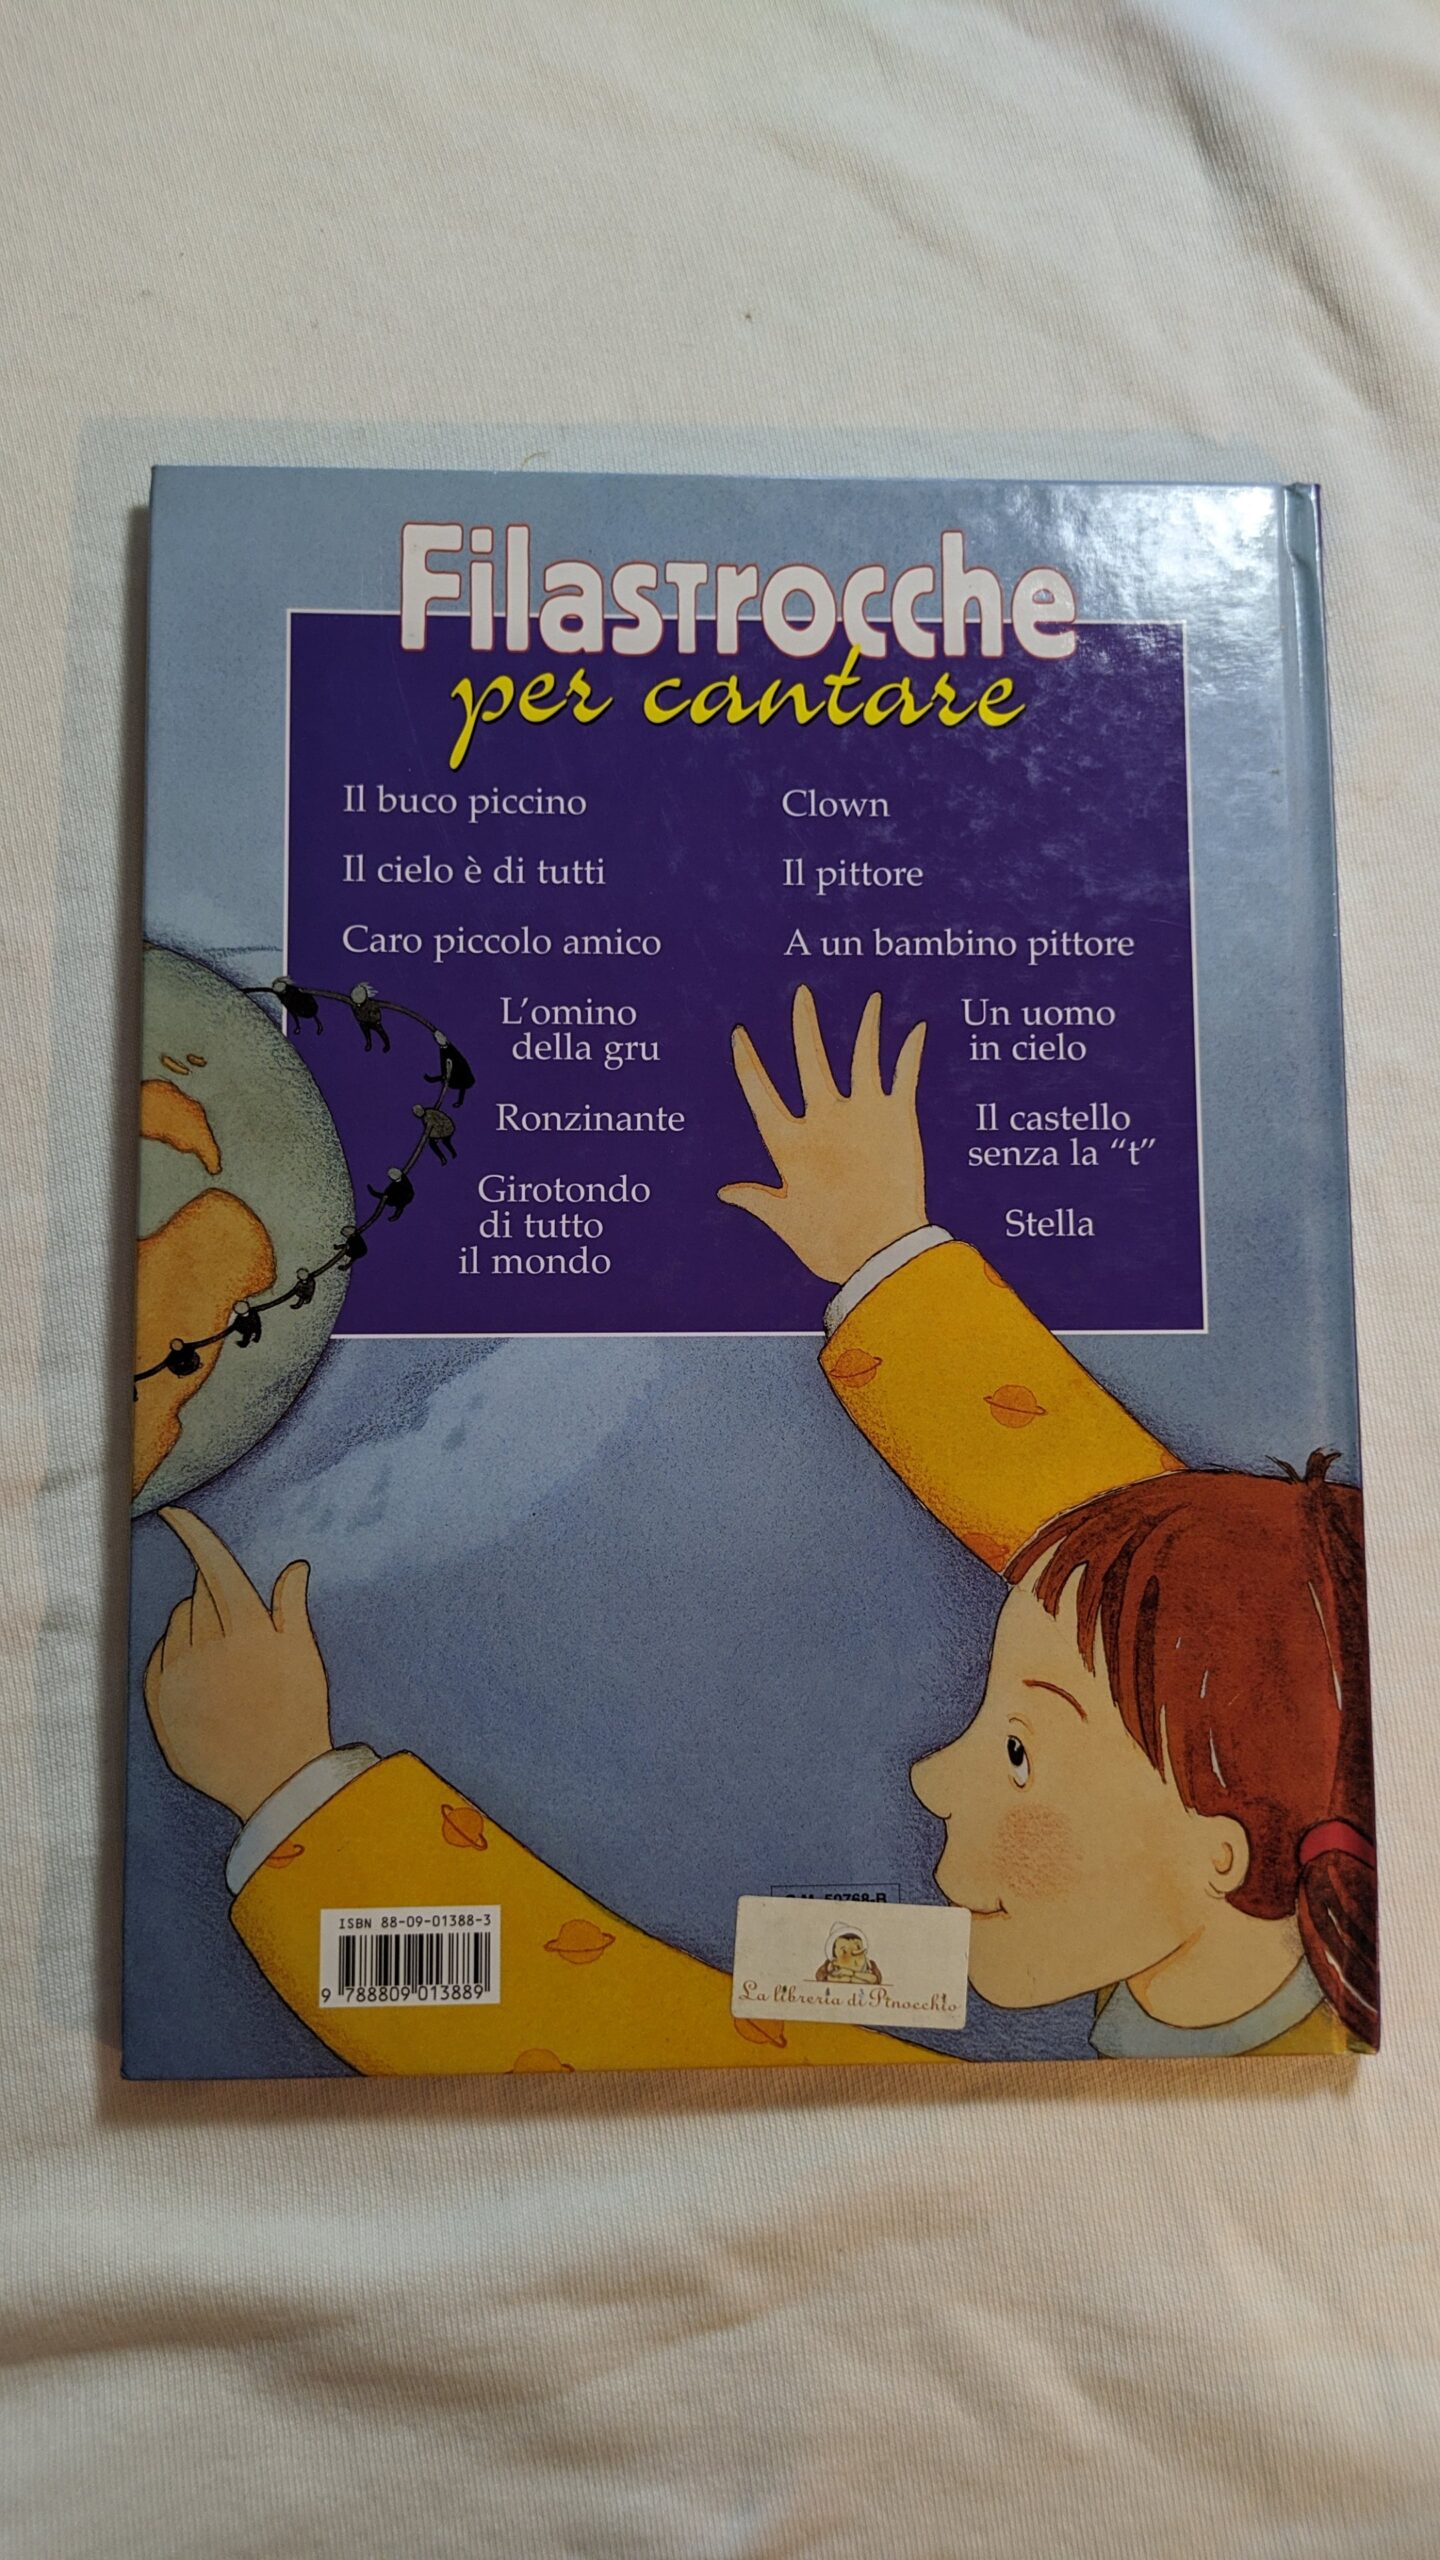 Filastrocche
per cantare
Il buco piccino
Il cielo è di tutti
Caro piccolo amico
L'omino
della gru
Ronzinante
Girotondo
di tutto
il mondo
Clown
Il pittore
A un bambino pittore
Un uomo
in cielo
Il castello
senza la “t”
Stella
ISBN 88-09-01388-3
9 788809 013889
50768-B
La libreria di Pinocchio